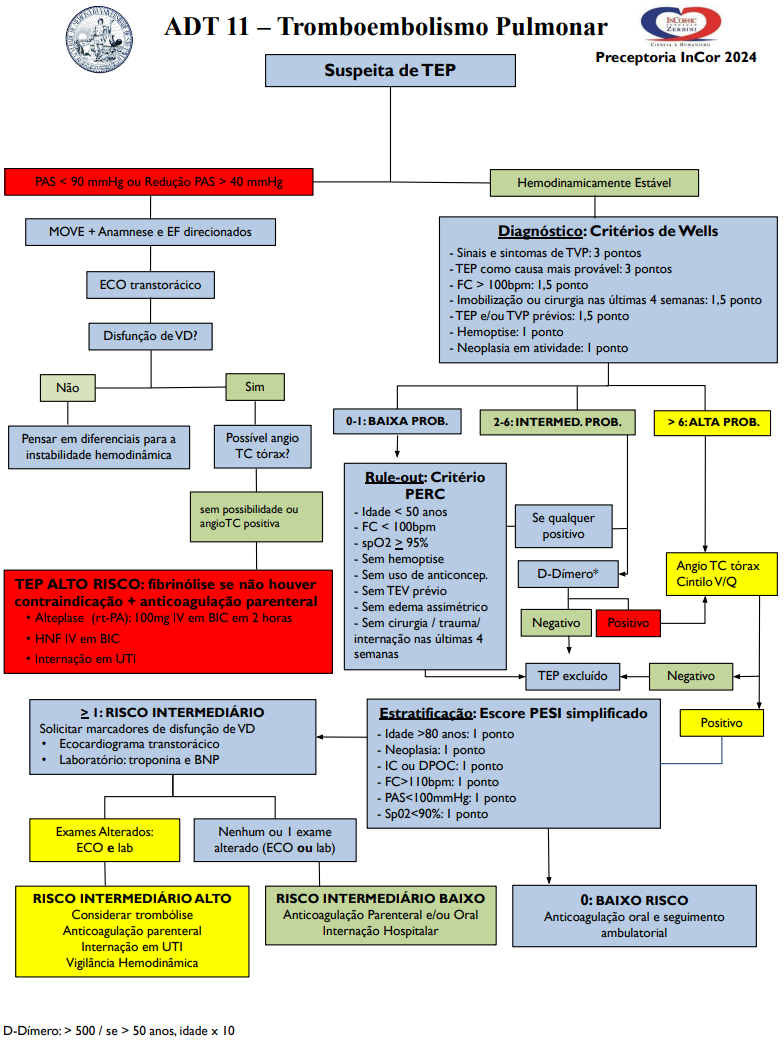 ADT 11 – Tromboembolismo Pulmonar
INCORHC
ZERBINI
CIÊNCIA E HUMANISMO
Preceptoria InCor 2024
Suspeita de TEP
PAS < 90 mmHg ou Redução PAS > 40 mmHg
Hemodinamicamente Estável
MOVE + Anamnese e EF direcionados
ECO transtorácico
Disfunção de VD?
Não
Sim
Pensar em diferenciais para a
instabilidade hemodinâmica
Possível angio
TC tórax?
sem possibilidade ou
angioTC positiva
TEP ALTO RISCO: fibrinólise se não houver
contraindicação + anticoagulação parenteral
• Alteplase (rt-PA): 100mg IV em BIC em 2 horas
• HNF IV em BIC
• Internação em UTI
Diagnóstico: Critérios de Wells
- Sinais e sintomas de TVP: 3 pontos
- TEP como causa mais provável: 3 pontos
- FC > 100bpm: 1,5 ponto
- Imobilização ou cirurgia nas últimas 4 semanas: 1,5 ponto
- TEP e/ou TVP prévios: 1,5 ponto
- Hemoptise: 1 ponto
- Neoplasia em atividade: 1 ponto
0-1: BAIXA PROB.
2-6: INTERMED. PROB.
> 6: ALTA PROB.
Rule-out: Critério
PERC
- Idade < 50 anos
- FC < 100bpm
- spO2 ≥ 95%
- Sem hemoptise
- Sem uso de anticoncep.
- Sem TEV prévio
- Sem edema assimétrico
- Sem cirurgia / trauma/
internação nas últimas 4
semanas
Se qualquer
positivo
D-Dímero*
Negativo
Positivo
Angio TC tórax
Cintilo V/Q
TEP excluído
Negativo
Positivo
Estratificação: Escore PESI simplificado
- Idade >80 anos: 1 ponto
- Neoplasia: 1 ponto
- IC ou DPOC: 1 ponto
- FC>110bpm: 1 ponto
- PAS<100mmHg: 1 ponto
- Sp02<90%: 1 ponto
≥ 1: RISCO INTERMEDIÁRIO
Solicitar marcadores de disfunção de VD
• Ecocardiograma transtorácico
• Laboratório: troponina e BNP
Exames Alterados:
ECO e lab
Nenhum ou 1 exame
alterado (ECO ou lab)
RISCO INTERMEDIÁRIO ALTO
Considerar trombólise
Anticoagulação parenteral
Internação em UTI
Vigilância Hemodinâmica
RISCO INTERMEDIÁRIO BAIXO
Anticoagulação Parenteral e/ou Oral
Internação Hospitalar
0: BAIXO RISCO
Anticoagulação oral e seguimento
ambulatorial
D-Dímero: > 500 / se > 50 anos, idade x 10